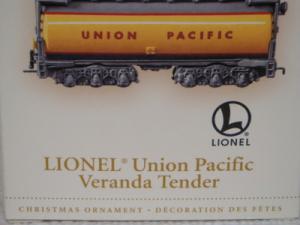 UNION PACIFIC
LIONEL
LIONEL® Union Pacific
Veranda Tender
CHRISTMAS ORNAMENT • DÉCORATION DES FÊTES